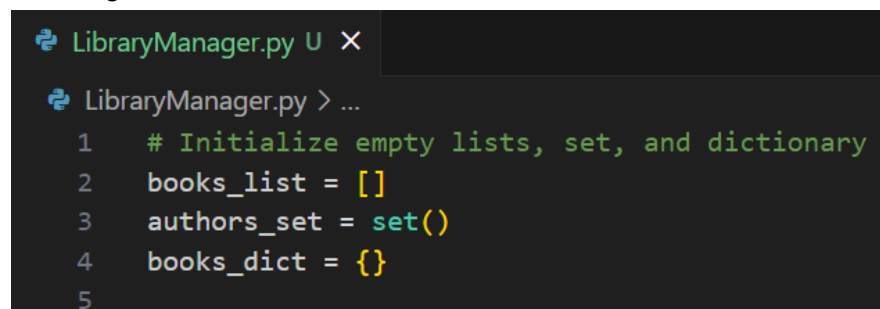 LibraryManager.py U X
LibraryManager.py > ...
1 # Initialize empty lists, set, and dictionary
2 books_list = []
3 authors_set = set()
4 books_dict = {}
5